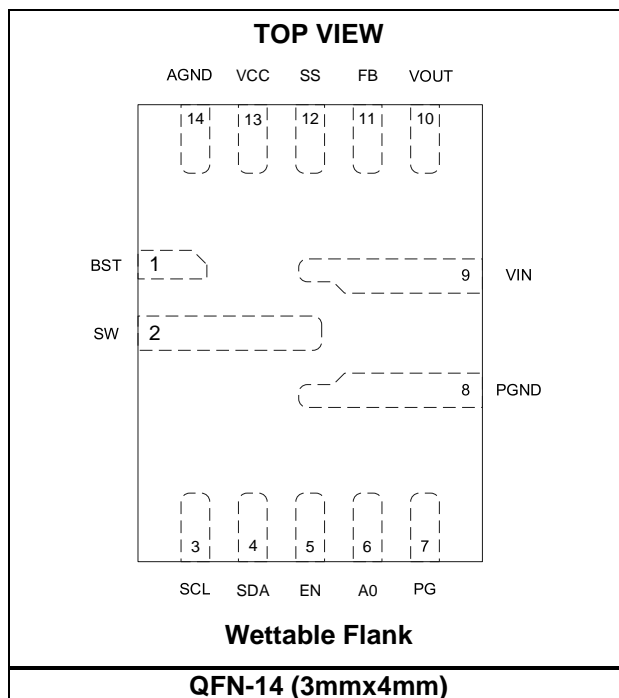 TOP VIEW
AGND VCC SS FB VOUT
14 13 12 11 10
BST 1
9 VIN
SW 2
8 PGND
3 4 5 6 7
SCL SDA EN A0 PG
Wettable Flank
QFN-14 (3mmx4mm)